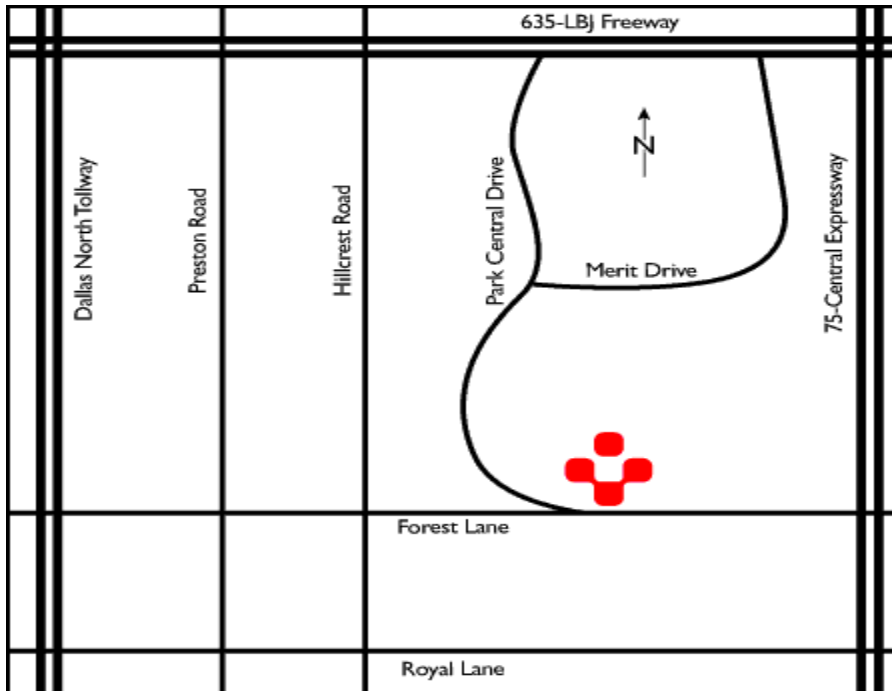 635-LBJ Freeway
Dallas North Tollway
Preston Road
Hillcrest Road
Park Central Drive
N
Merit Drive
75-Central Expressway
Forest Lane
Royal Lane